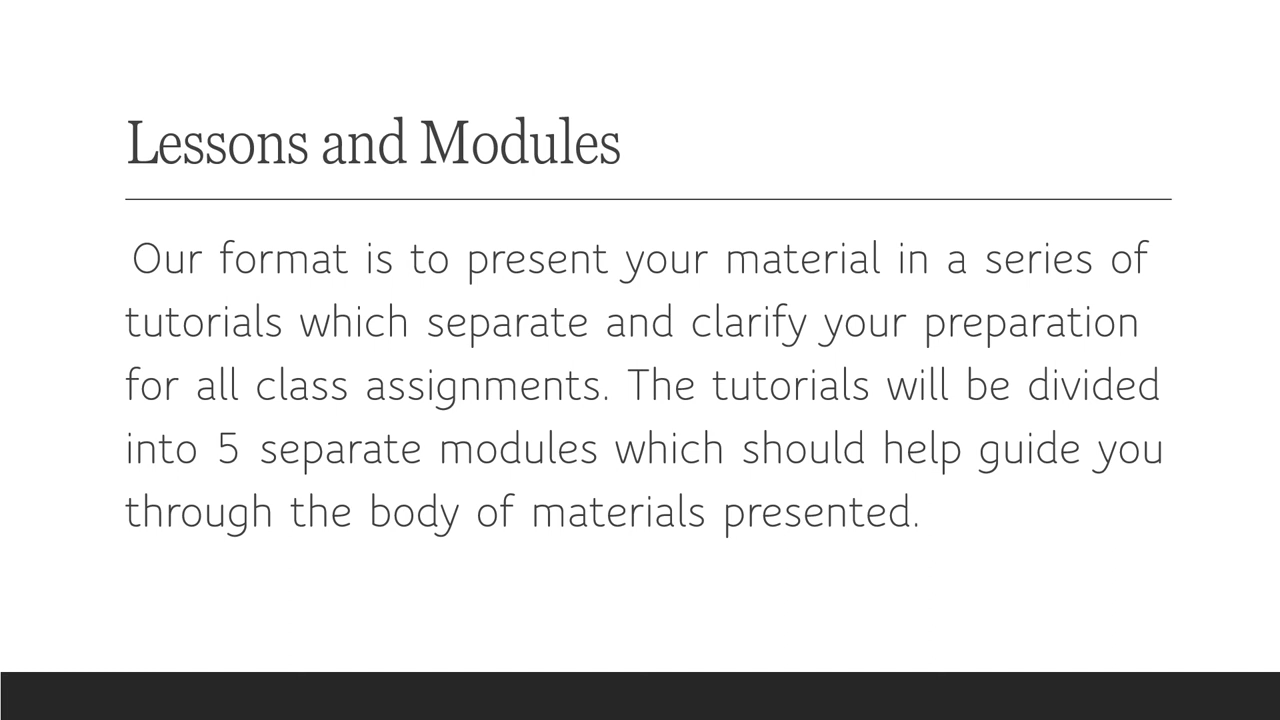 Lessons and Modules
Our format is to present your material in a series of
tutorials which separate and clarify your preparation
for all class assignments. The tutorials will be divided
into 5 separate modules which should help guide you
through the body of materials presented.